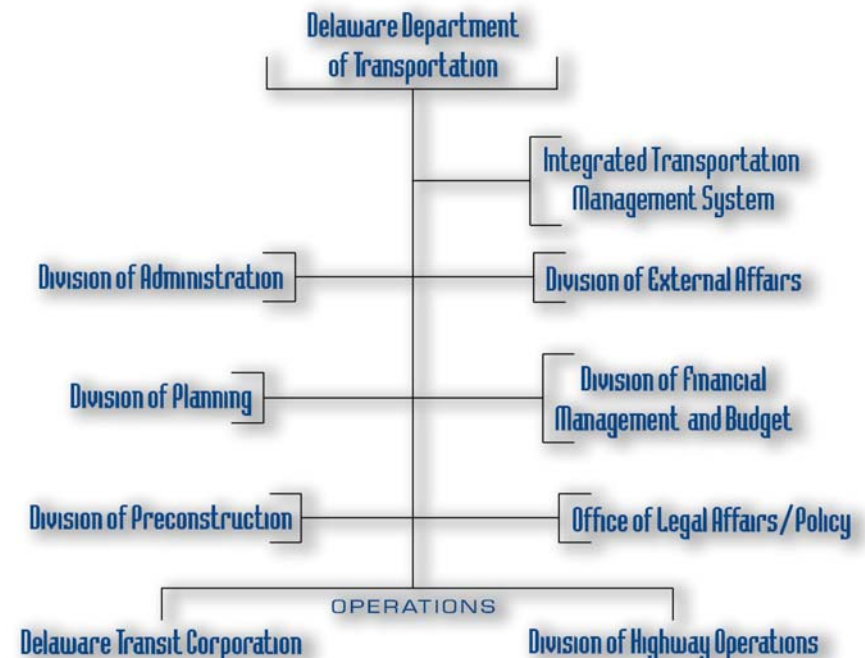 Delaware Department
of Transportation
Integrated Transportation
Management System
Division of Administration
Division of External Affairs
Division of Planning
Division of Financial
Management and Budget
Division of Preconstruction
Office of Legal Affairs/Policy
OPERATIONS
Delaware Transit Corporation
Division of Highway Operations